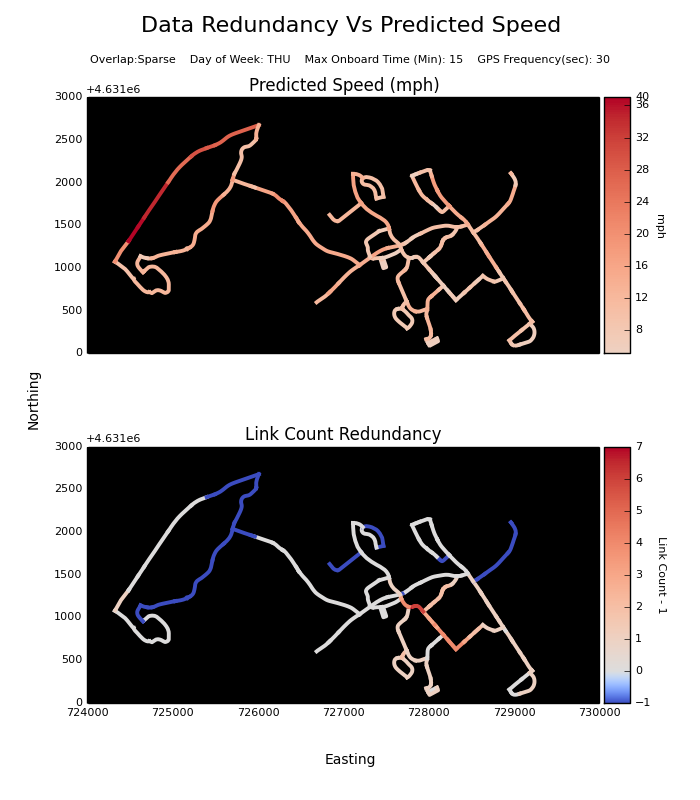 Data Redundancy Vs Predicted Speed
Overlap:Sparse    Day of Week: THU    Max Onboard Time (Min): 15    GPS Frequency(sec): 30
Predicted Speed (mph)
+4.631e6
3000
2500
2000
1500
1000
500
0
40
36
32
28
24
20
16
12
8
mph
Northing
Link Count Redundancy
+4.631e6
3000
2500
2000
1500
1000
500
0
7
6
5
4
3
2
1
0
−1
Link Count - 1
724000 725000 726000 727000 728000 729000 730000
Easting